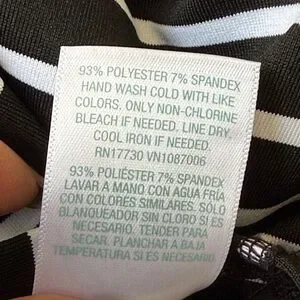 93% POLYESTER 7% SPANDEX
HAND WASH COLD WITH LIKE
COLORS. ONLY NON-CHLORINE
BLEACH IF NEEDED. LINE DRY.
COOL IRON IF NEEDED.
RN17730 VN1087006
93% POLIÉSTER 7% SPANDEX
LAVAR A MANO CON AGUA FRÍA
CON COLORES SIMILARES. SOLO
BLANQUEADOR SIN CLORO SI ES
NECESARIO. TENDER PARA
SECAR. PLANCHAR A BAJA
TEMPERATURA SI ES NECESARIO